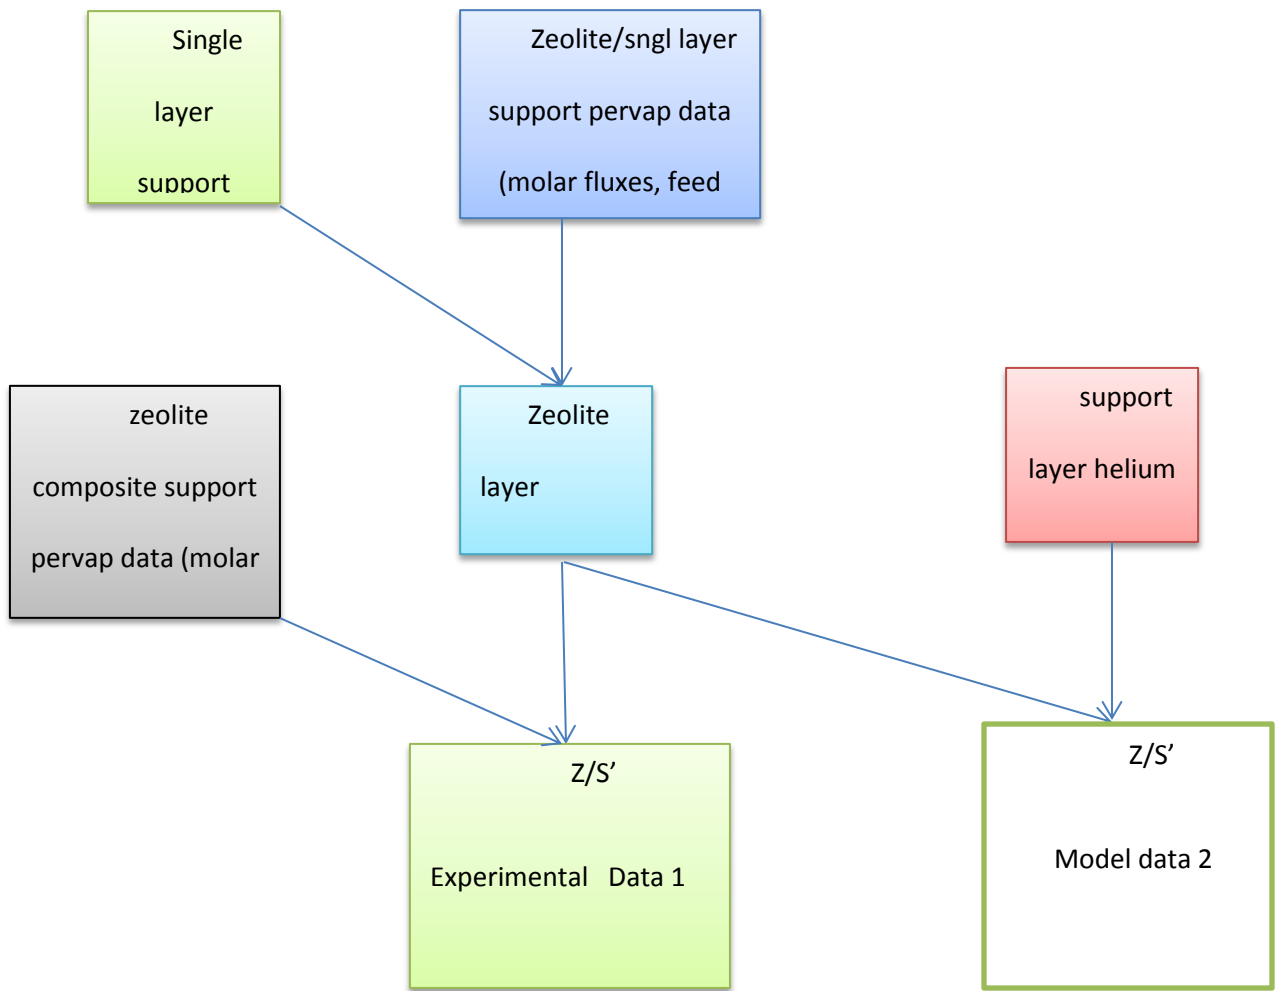 Single
layer
support
Zeolite/sngl layer
support pervap data
(molar fluxes, feed
zeolite
composite support
pervap data (molar
Zeolite
layer
support
layer helium
Z/S’
Experimental Data 1
Z/S’
Model data 2